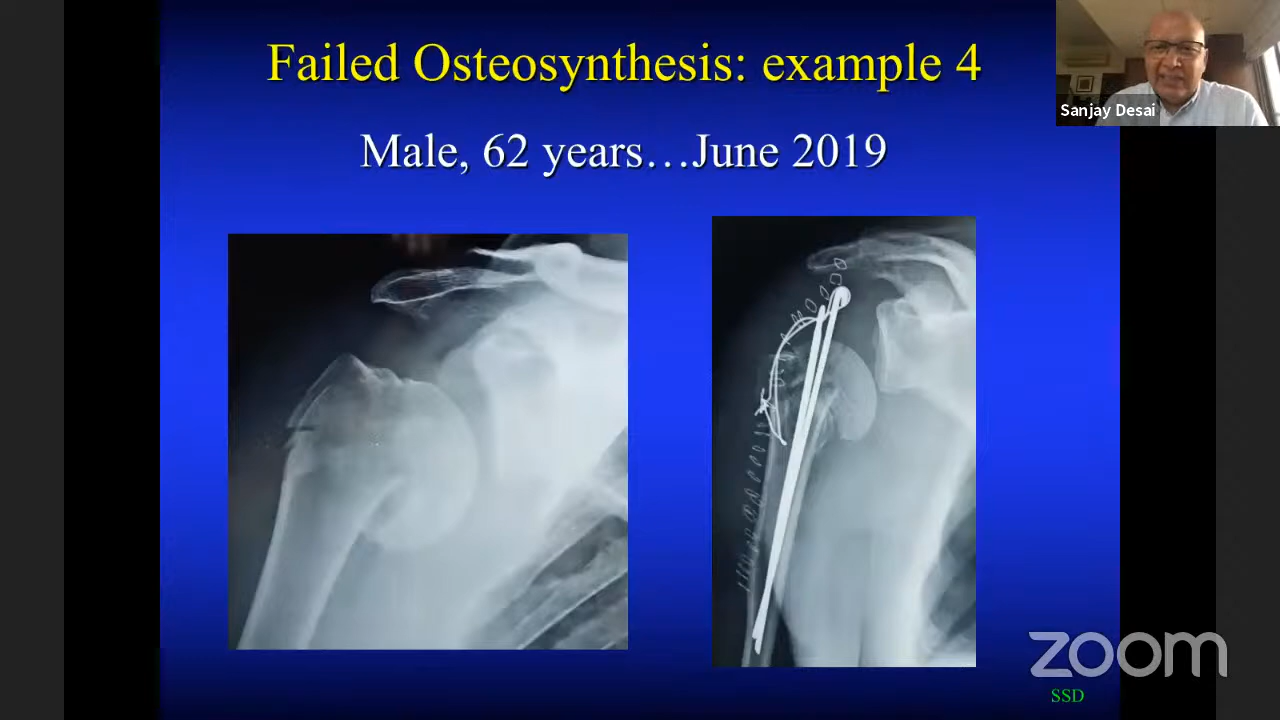 Failed Osteosynthesis: example 4
Sanjay Desai
Male, 62 years…June 2019
zoom
SSD